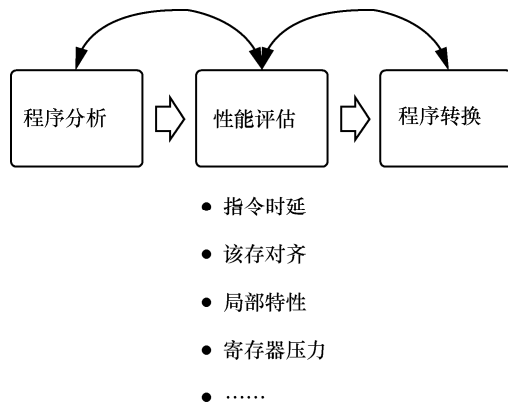 程序分析
性能评估
程序转换
指令时延
该存对齐
局部特性
寄存器压力
……